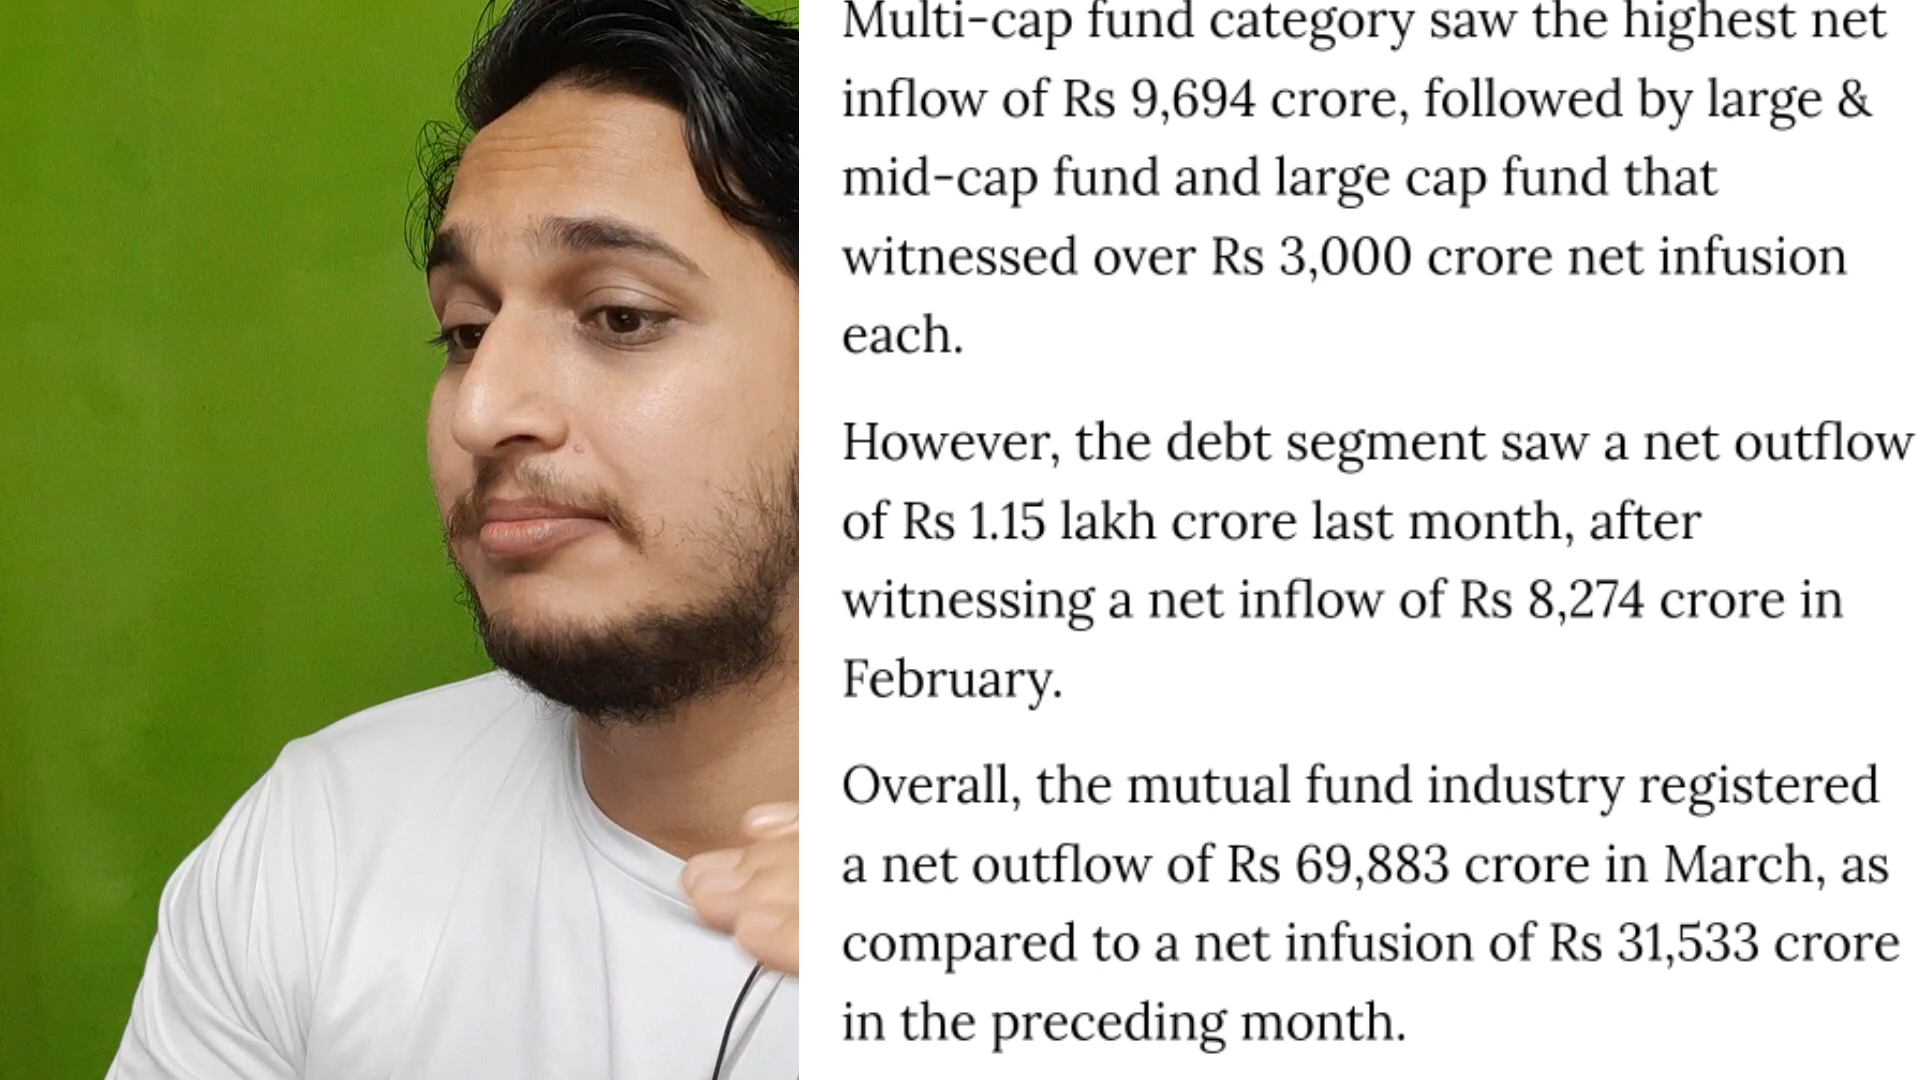 Multi-cap fund category saw the highest net
inflow of Rs 9,694 crore, followed by large &
mid-cap fund and large cap fund that
witnessed over Rs 3,000 crore net infusion
each.
However, the debt segment saw a net outflow
of Rs 1.15 lakh crore last month, after
witnessing a net inflow of Rs 8,274 crore in
February.
Overall, the mutual fund industry registered
a net outflow of Rs 69,883 crore in March, as
compared to a net infusion of Rs 31,533 crore
in the preceding month.